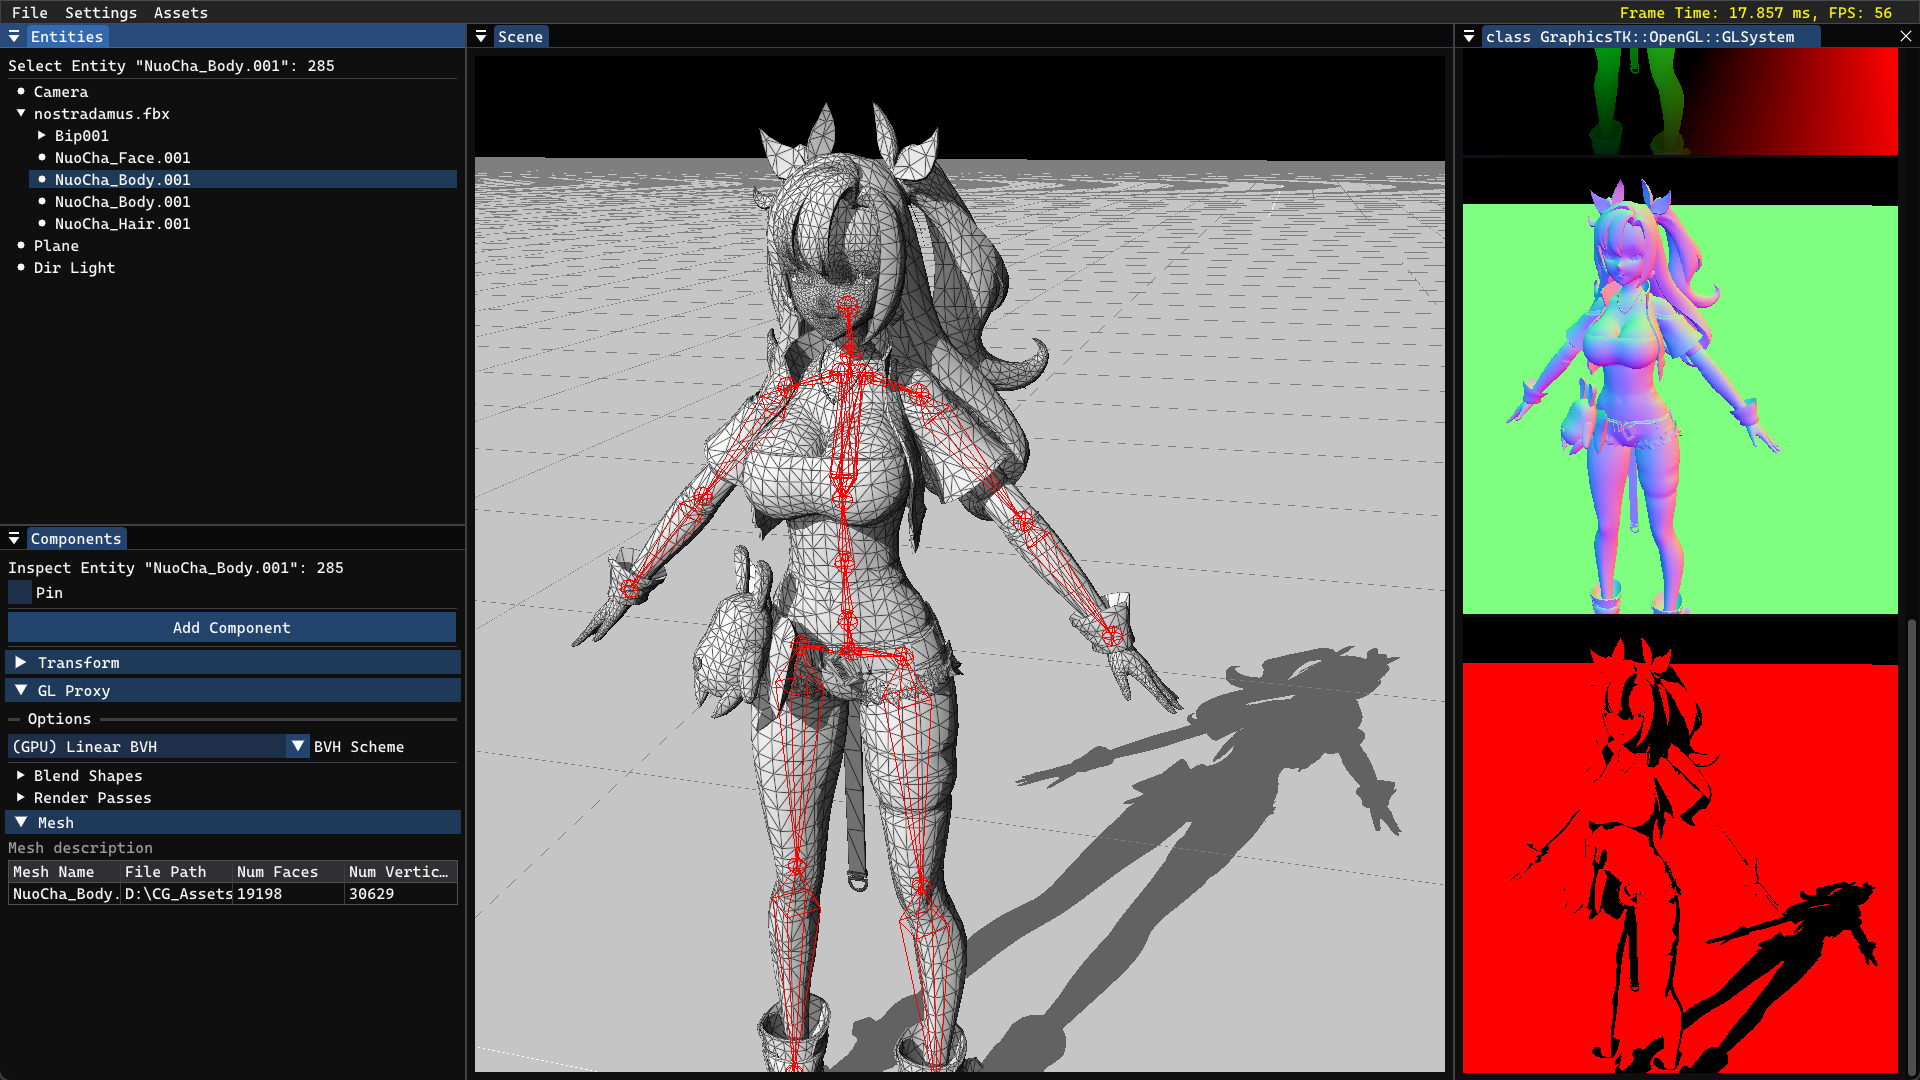 File Settings Assets
Frame Time: 17.857 ms, FPS: 56
Entities
Select Entity "NuoCha_Body.001": 285
Camera
nostradamus.fbx
Bip001
NuoCha_Face.001
NuoCha_Body.001
NuoCha_Body.001
NuoCha_Hair.001
Plane
Dir Light
Components
Inspect Entity "NuoCha_Body.001": 285
Pin
Add Component
Transform
GL Proxy
Options
(GPU) Linear BVH BVH Scheme
Blend Shapes
Render Passes
Mesh
Mesh description
Mesh Name File Path Num Faces Num Vertic...
NuoCha_Body. D:\CG_Assets 19198 30629
Scene
class GraphicsTK::OpenGL::GLSystem